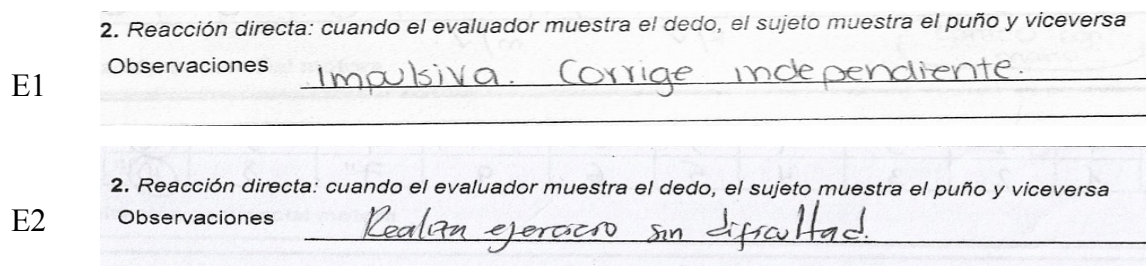 2. Reacción directa: cuando el evaluador muestra el dedo, el sujeto muestra el puño y viceversa
E1 Observaciones Impulsiva. Corrige independiente.
2. Reacción directa: cuando el evaluador muestra el dedo, el sujeto muestra el puño y viceversa
E2 Observaciones Realiza ejercicio sin dificultad.